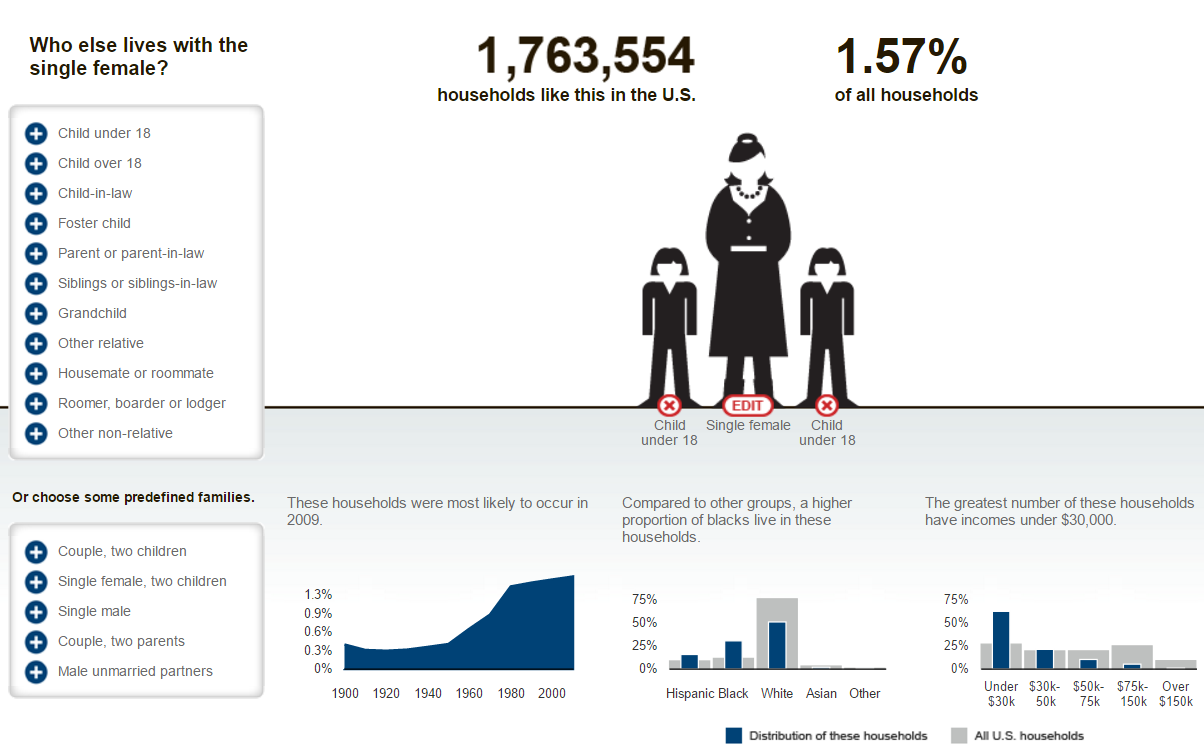 Who else lives with the
single female?
1,763,554
households like this in the U.S.
1.57%
of all households
Child under 18
Child over 18
Child-in-law
Foster child
Parent or parent-in-law
Siblings or siblings-in-law
Grandchild
Other relative
Housemate or roommate
Roomer, boarder or lodger
Other non-relative
EDIT
Child
under 18
Single female
Child
under 18
Or choose some predefined families.
Couple, two children
Single female, two children
Single male
Couple, two parents
Male unmarried partners
These households were most likely to occur in
2009.
1.3%
0.9%
0.6%
0.3%
0%
1900 1920 1940 1960 1980 2000
Compared to other groups, a higher
proportion of blacks live in these
households.
75%
50%
25%
0%
Hispanic Black White Asian Other
The greatest number of these households
have incomes under $30,000.
75%
50%
25%
0%
Under $30k- $50k- $75k- Over
$30k 50k 75k 150k $150k
Distribution of these households All U.S. households